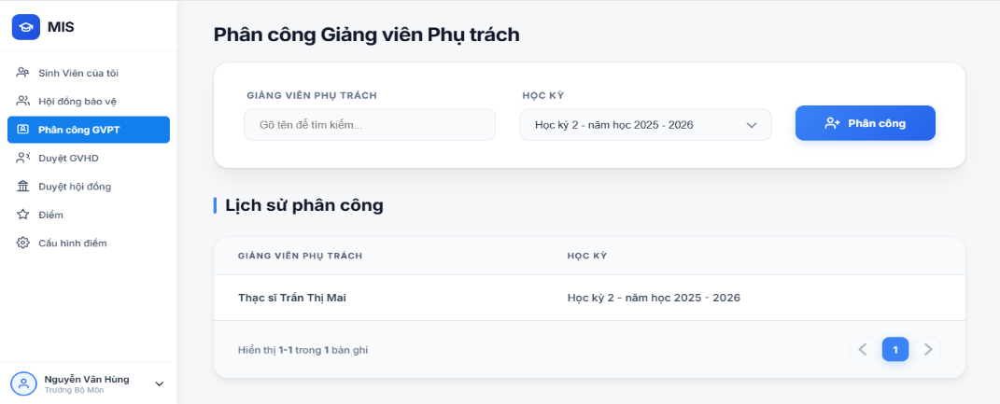 MIS
Sinh Viên của tôi
Hội đồng bảo vệ
Phân công GVPT
Duyệt GVHD
Duyệt hội đồng
Điểm
Cấu hình điểm
Nguyễn Văn Hùng
Trưởng Bộ Môn
Phân công Giảng viên Phụ trách
GIẢNG VIÊN PHỤ TRÁCH HỌC KỲ
Gõ tên để tìm kiếm... Học kỳ 2 - năm học 2025 - 2026 Phân công
Lịch sử phân công
GIẢNG VIÊN PHỤ TRÁCH HỌC KỲ
Thạc sĩ Trần Thị Mai Học kỳ 2 - năm học 2025 - 2026
Hiển thị 1-1 trong 1 bản ghi 1